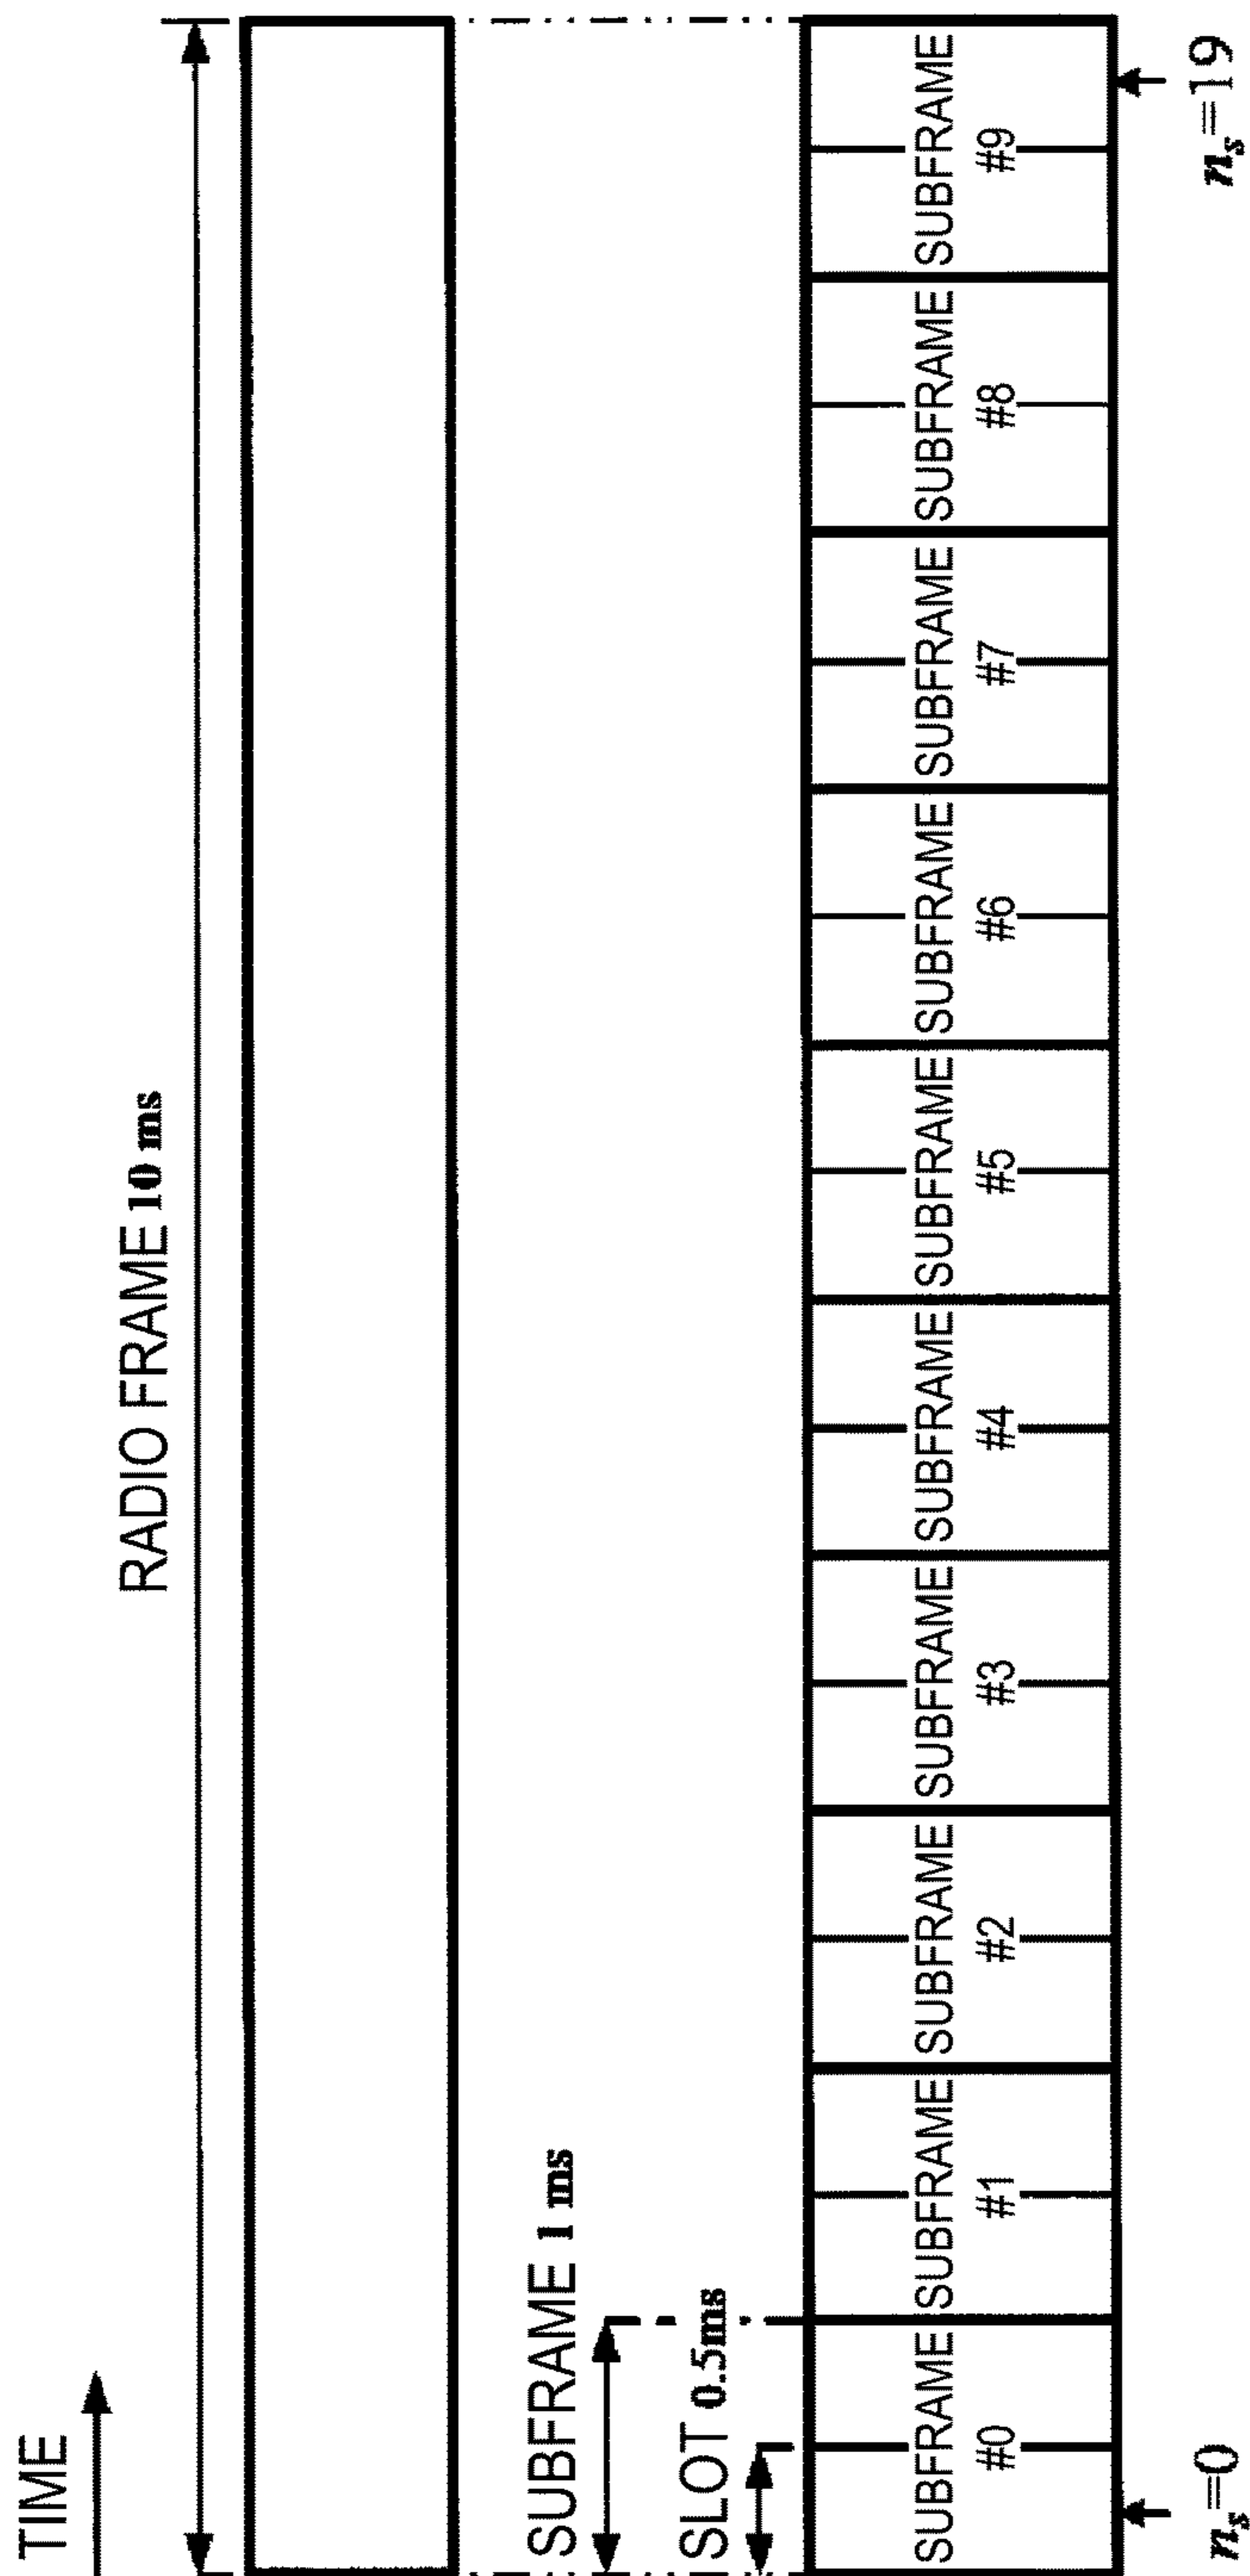 TIME
RADIO FRAME 10 ms
SUBFRAME 1 ms
SLOT 0.5ms
SUBFRAME
#0
SUBFRAME
#1
SUBFRAME
#2
SUBFRAME
#3
SUBFRAME
#4
SUBFRAME
#5
SUBFRAME
#6
SUBFRAME
#7
SUBFRAME
#8
SUBFRAME
#9
nₛ=0
nₛ=19